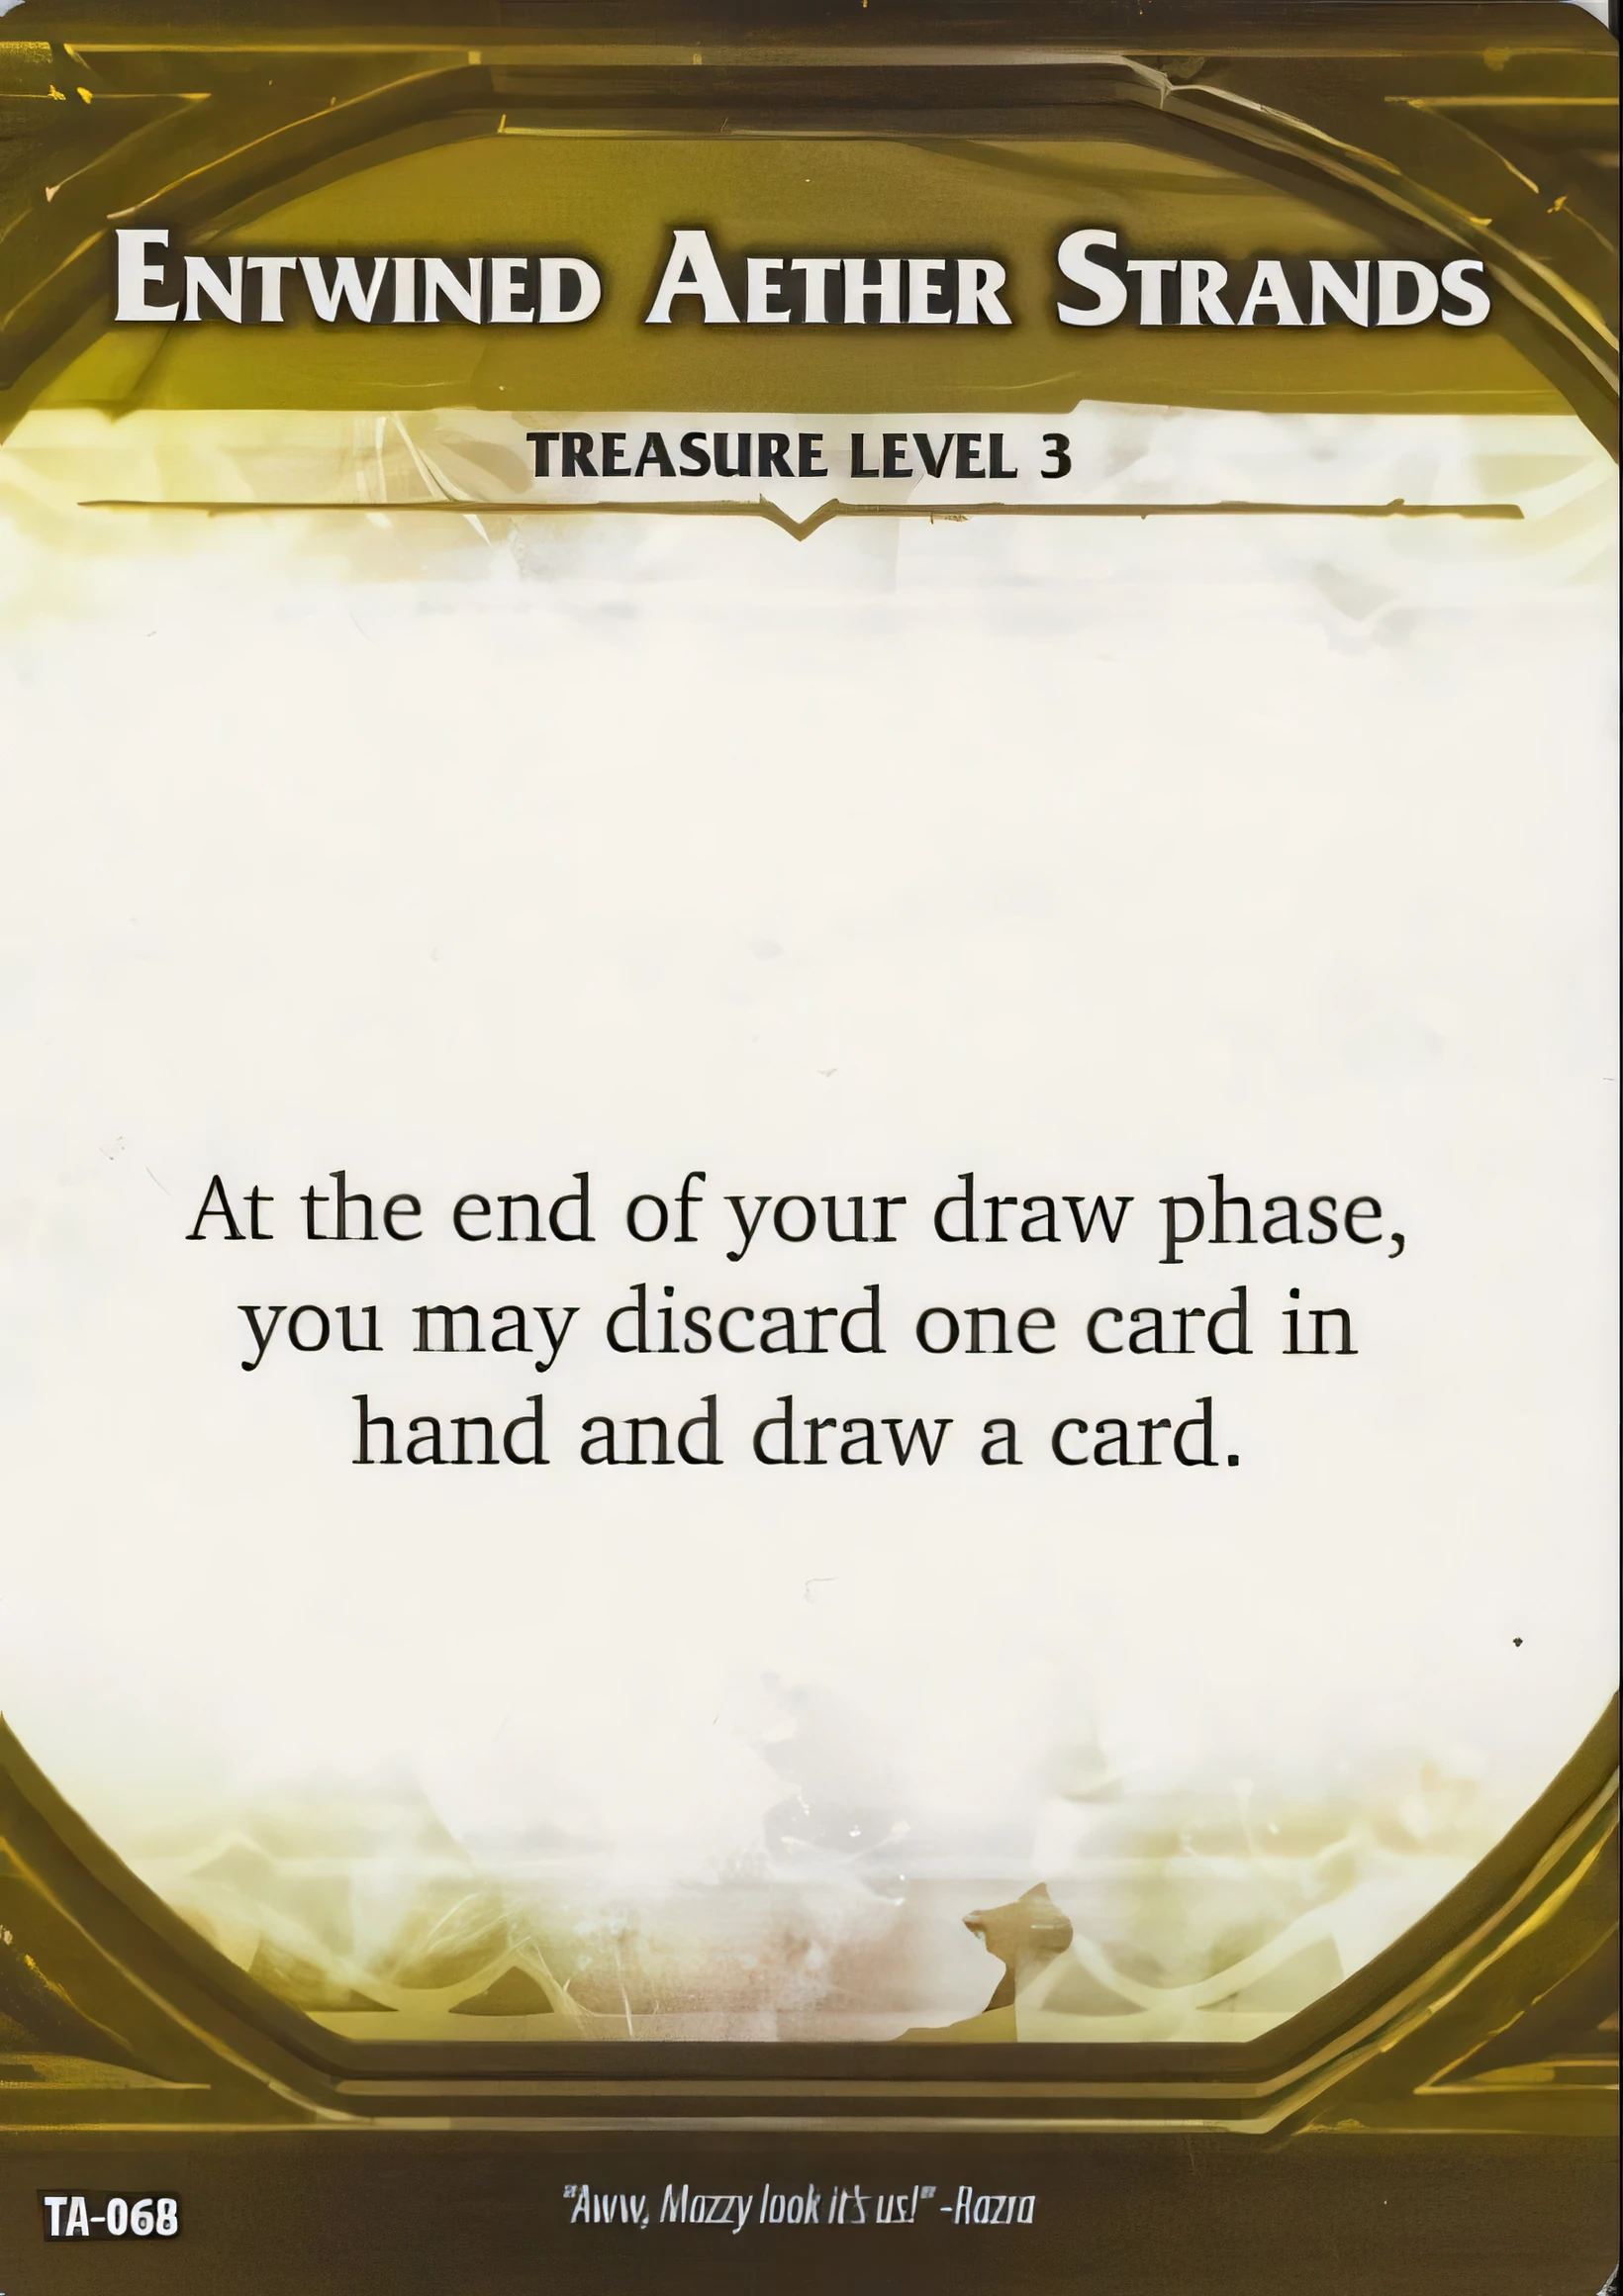 Entwined Aether Strands
TREASURE LEVEL 3
At the end of your draw phase,
you may discard one card in
hand and draw a card.
TA-068
"Aww, Mazzy look it's us!" -Razra